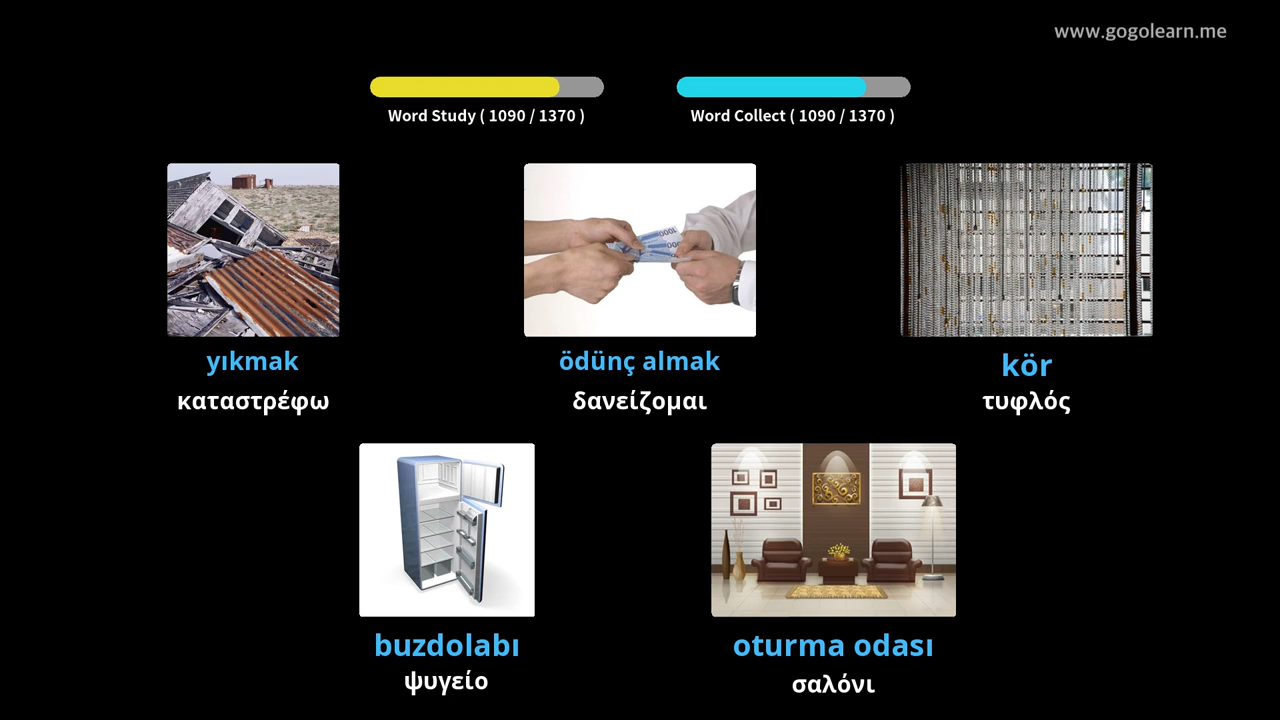 www.gogolearn.me
Word Study ( 1090 / 1370 )
Word Collect ( 1090 / 1370 )
yıkmak
καταστρέφω
ödünç almak
δανείζομαι
kör
τυφλός
buzdolabı
ψυγείο
oturma odası
σαλόνι